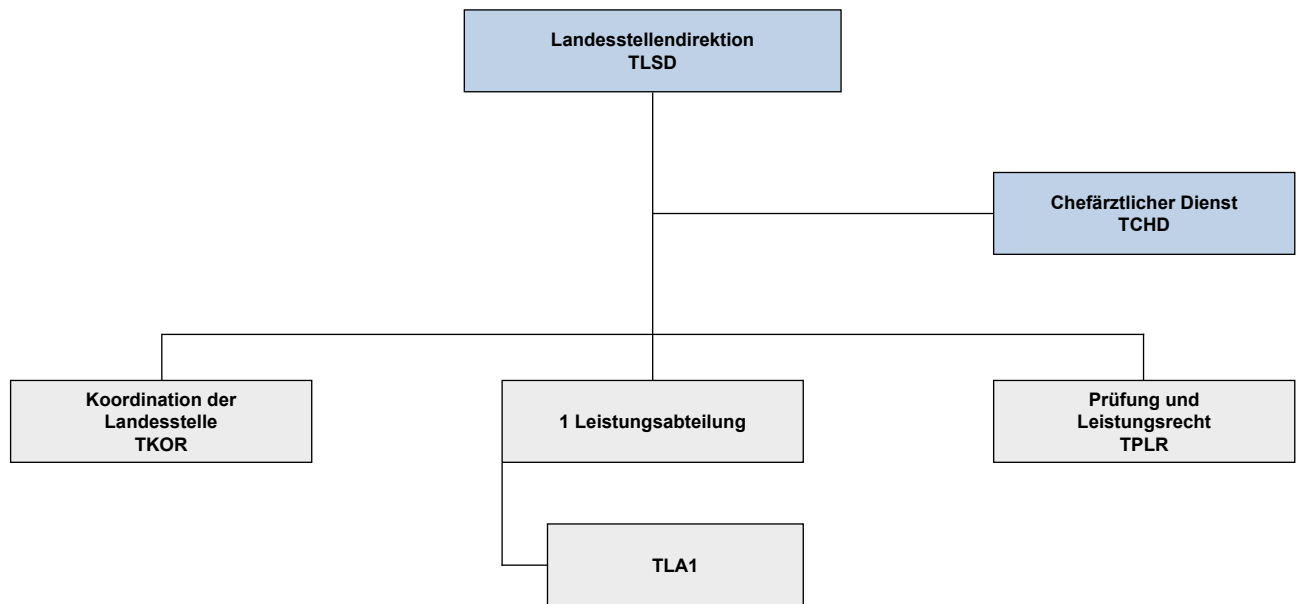 Landesstellendirektion
TLSD
Chefärztlicher Dienst
TCHD
Koordination der
Landesstelle
TKOR
1 Leistungsabteilung
Prüfung und
Leistungsrecht
TPLR
TLA1